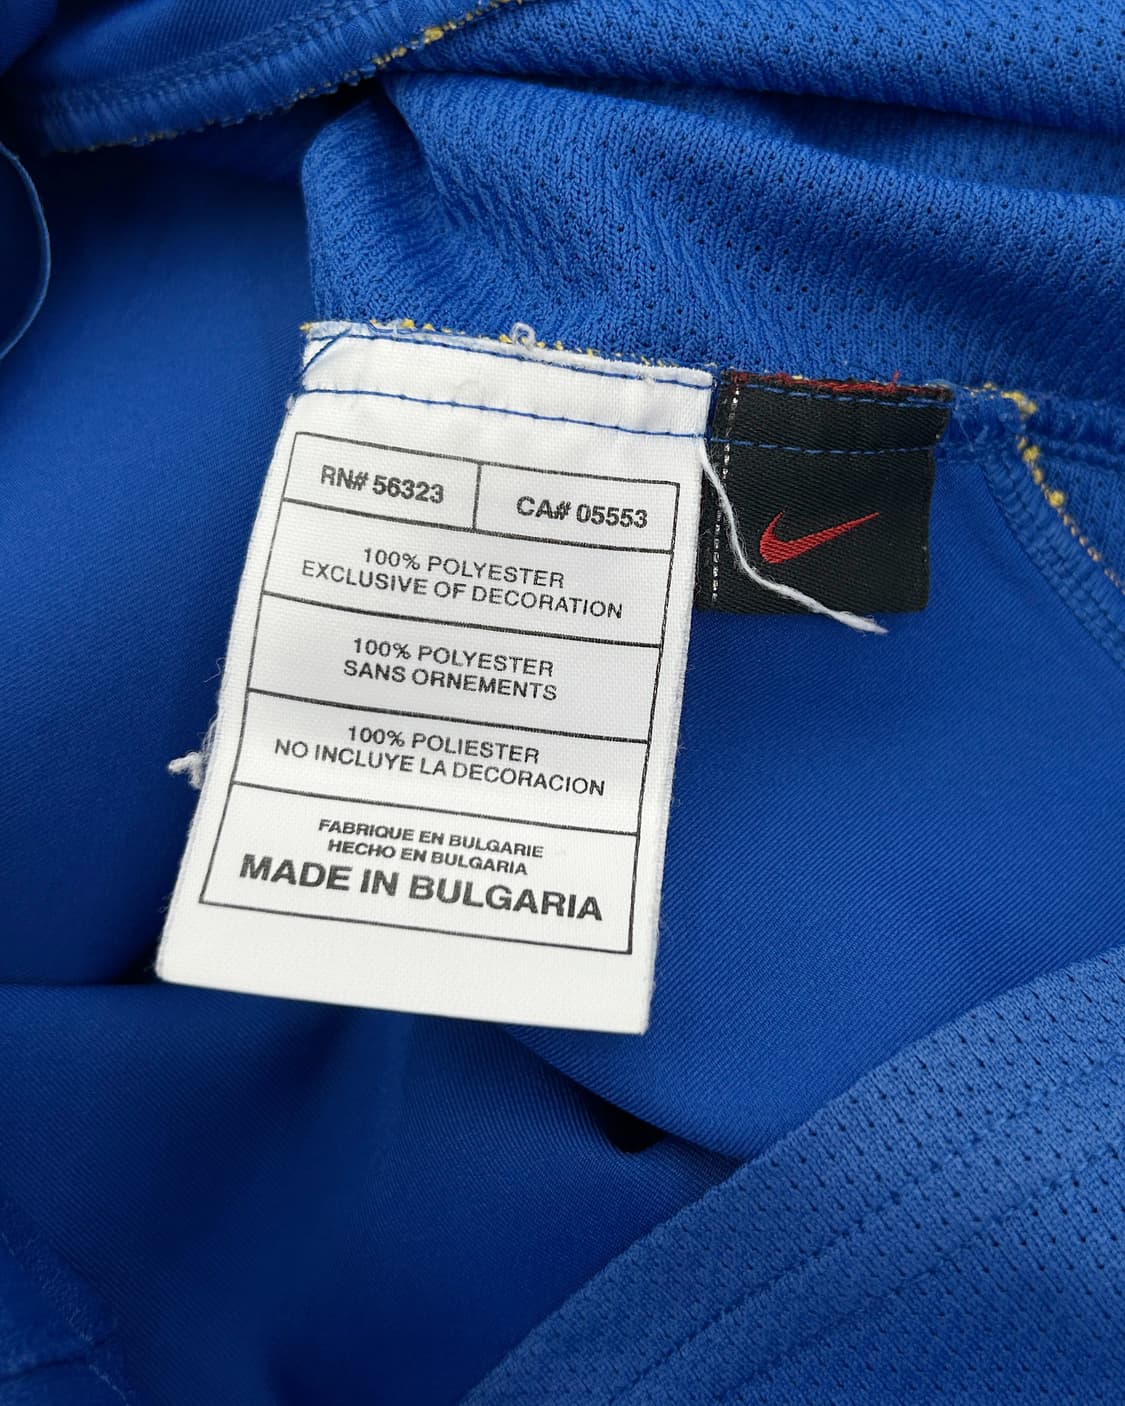 RN# 56323
CA# 05553
100% POLYESTER
EXCLUSIVE OF DECORATION
100% POLYESTER
SANS ORNEMENTS
100% POLIESTER
NO INCLUYE LA DECORACION
FABRIQUE EN BULGARIE
HECHO EN BULGARIA
MADE IN BULGARIA